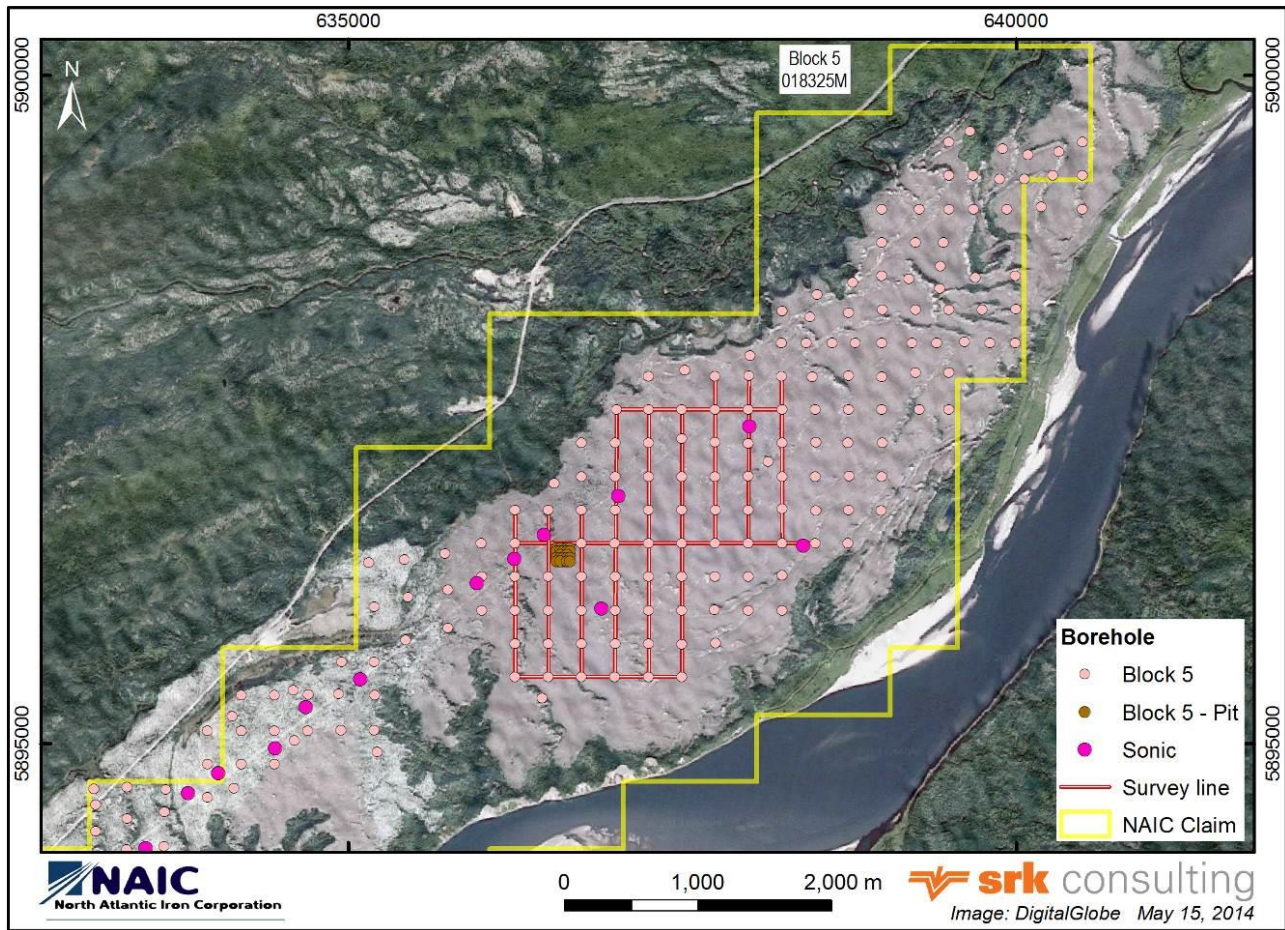 635000
640000
5900000
N
Block 5
018325M
5900000
5895000
5895000
Borehole
Block 5
Block 5 - Pit
Sonic
Survey line
NAIC Claim
NAIC
North Atlantic Iron Corporation
0 1,000 2,000 m
srk consulting
Image: DigitalGlobe May 15, 2014